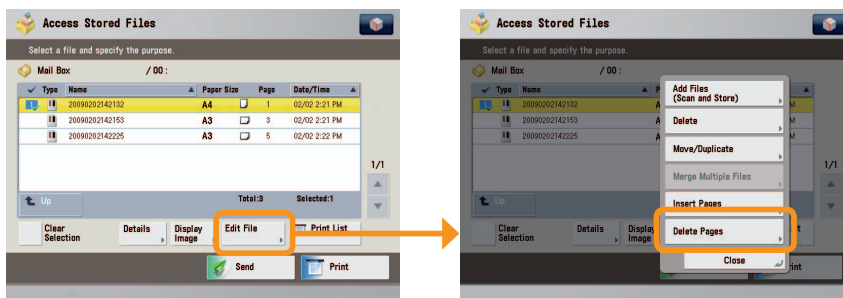 Access Stored Files
Select a file and specify the purpose.
Mail Box / 00 :
Type Name Paper Size Page Date/Time
1 20090202142132 A4 1 02/02 2:21 PM
20090202142153 A3 3 02/02 2:21 PM
20090202142225 A3 5 02/02 2:22 PM
1/1
Up Total:3 Selected:1
Clear Selection Details Display Image Edit File Print List
Send Print
Access Stored Files
Select a file and specify the purpose.
Mail Box / 00 :
Type Name P
1 20090202142132 A M
20090202142153 A M
20090202142225 A M
1/1
Up
Clear Selection Details Display Image t
Add Files
(Scan and Store)
Delete
Move/Duplicate
Merge Multiple Files
Insert Pages
Delete Pages
Close
int